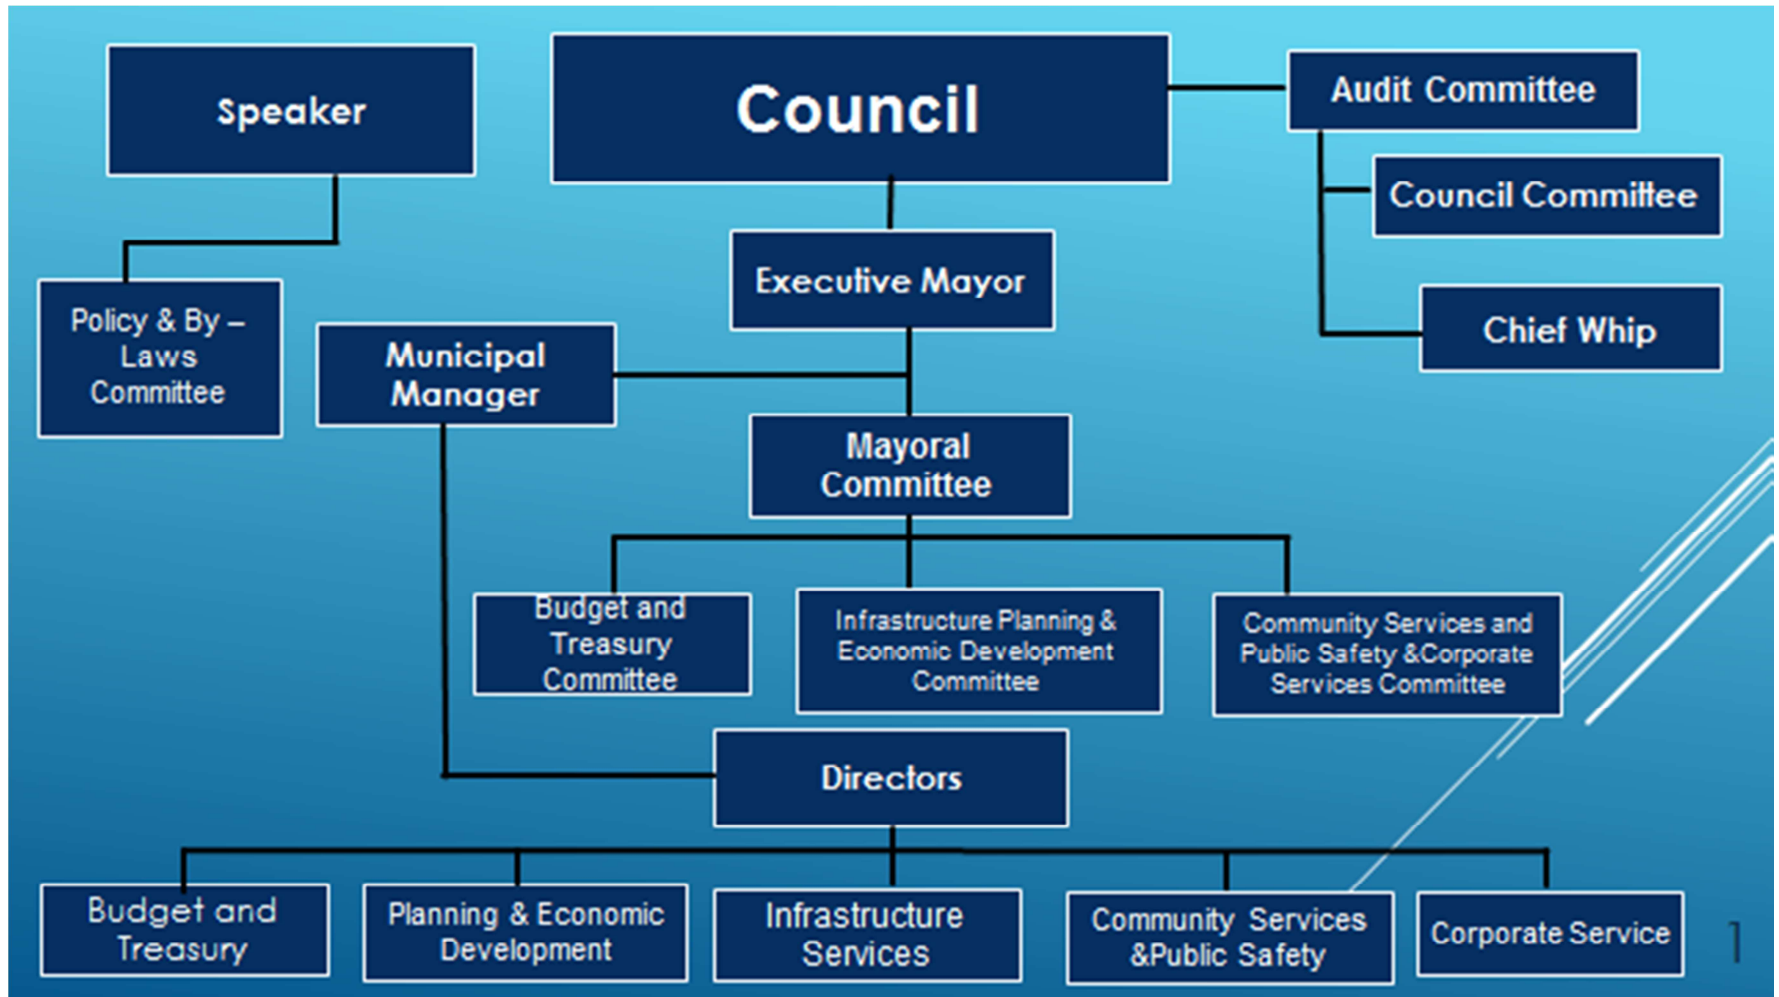 Speaker
Council
Audit Committee
Council Committee
Chief Whip
Executive Mayor
Policy & By –
Laws
Committee
Municipal
Manager
Mayoral
Committee
Budget and
Treasury
Committee
Infrastructure Planning &
Economic Development
Committee
Community Services and
Public Safety &Corporate
Services Committee
Directors
Budget and
Treasury
Planning & Economic
Development
Infrastructure
Services
Community Services
&Public Safety
Corporate Service
1